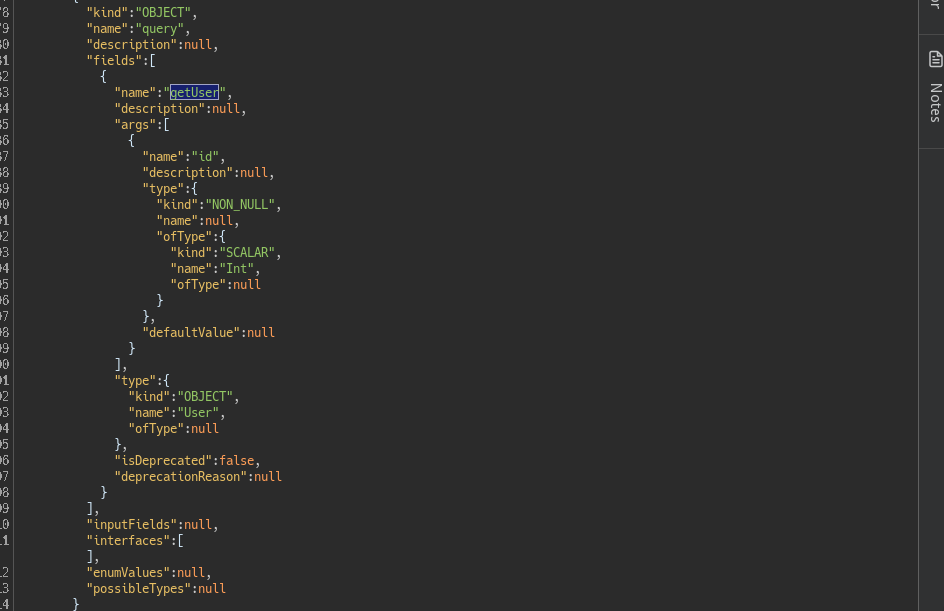 {
78 "kind":"OBJECT",
79 "name":"query",
80 "description":null,
81 "fields":[
82 {
83 "name":"getUser",
84 "description":null,
85 "args":[
86 {
87 "name":"id",
88 "description":null,
89 "type":{
90 "kind":"NON_NULL",
91 "name":null,
92 "ofType":{
93 "kind":"SCALAR",
94 "name":"Int",
95 "ofType":null
96 }
97 },
98 "defaultValue":null
99 }
00 ],
01 "type":{
02 "kind":"OBJECT",
03 "name":"User",
04 "ofType":null
05 },
06 "isDeprecated":false,
07 "deprecationReason":null
08 }
09 ],
10 "inputFields":null,
11 "interfaces":[
],
12 "enumValues":null,
13 "possibleTypes":null
14 }
Notes